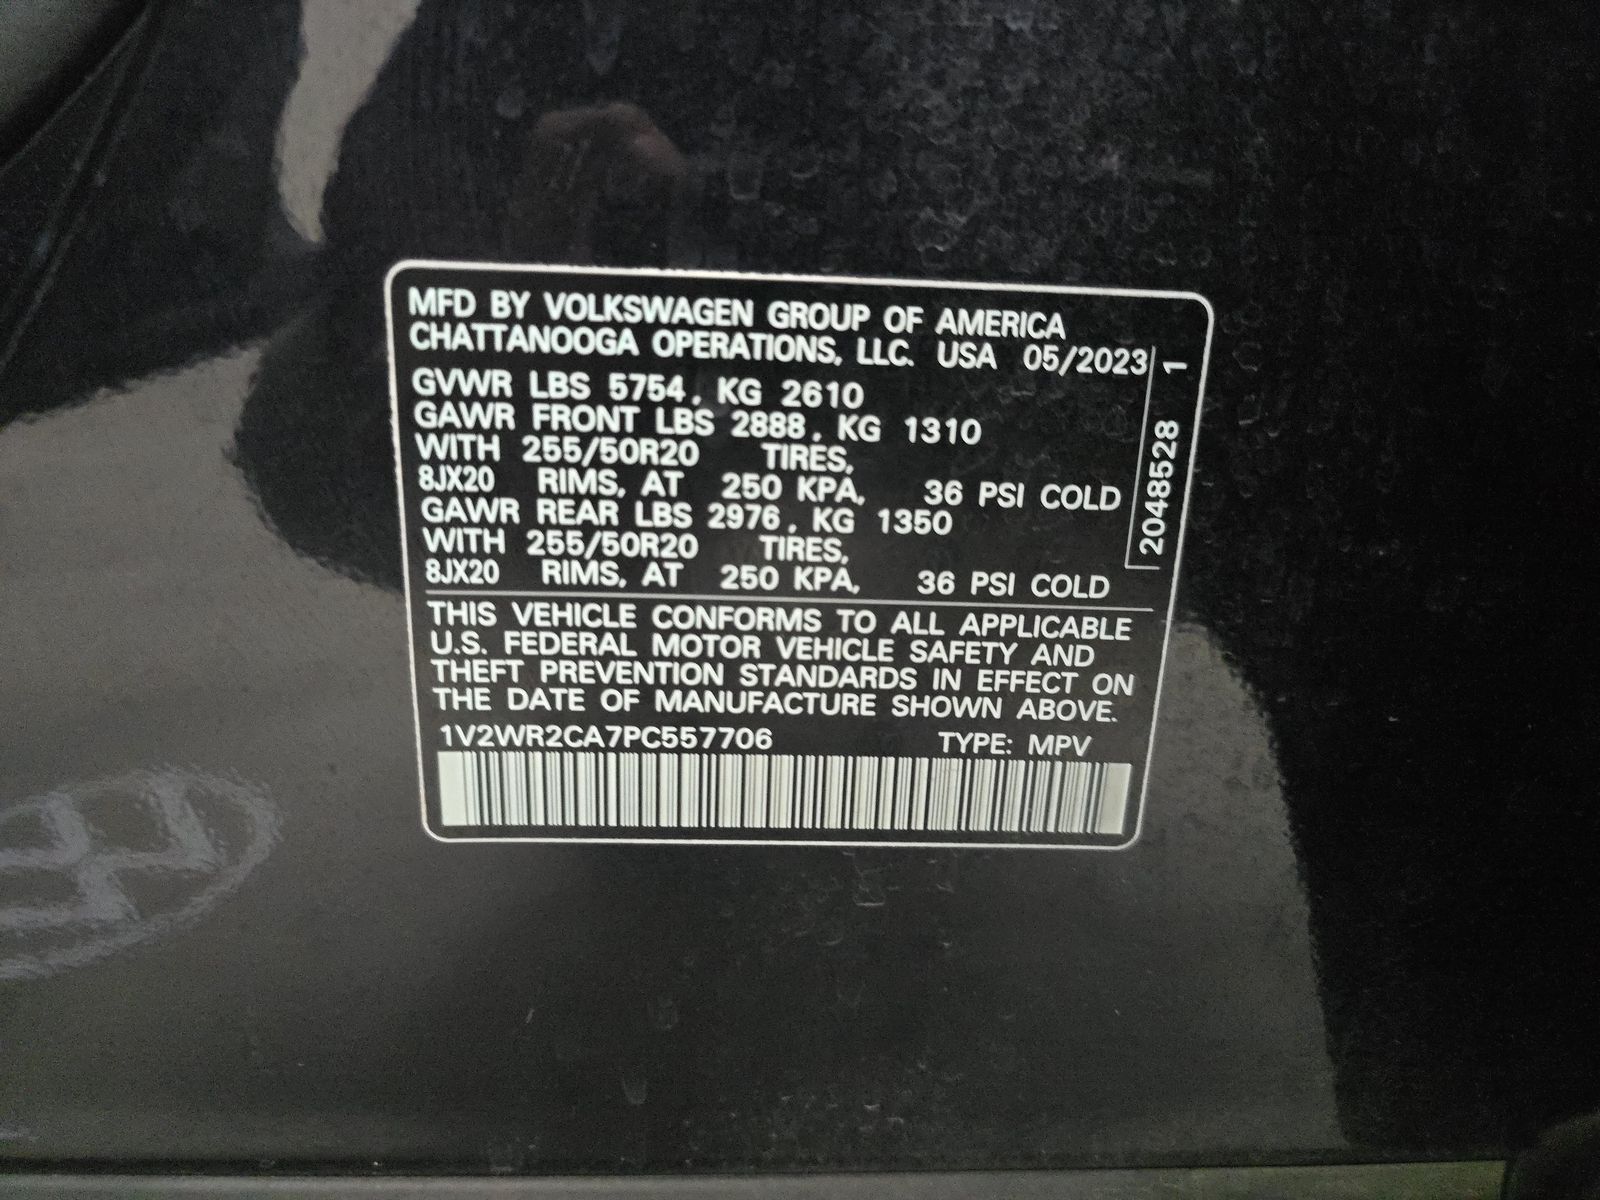 MFD BY VOLKSWAGEN GROUP OF AMERICA
CHATTANOOGA OPERATIONS, LLC. USA 05/2023
GVWR LBS 5754, KG 2610
GAWR FRONT LBS 2888, KG 1310
WITH 255/50R20 TIRES,
8JX20 RIMS, AT 250 KPA, 36 PSI COLD
GAWR REAR LBS 2976, KG 1350
WITH 255/50R20 TIRES,
8JX20 RIMS, AT 250 KPA, 36 PSI COLD
2048528 1
THIS VEHICLE CONFORMS TO ALL APPLICABLE
U.S. FEDERAL MOTOR VEHICLE SAFETY AND
THEFT PREVENTION STANDARDS IN EFFECT ON
THE DATE OF MANUFACTURE SHOWN ABOVE.
1V2WR2CA7PC557706 TYPE: MPV